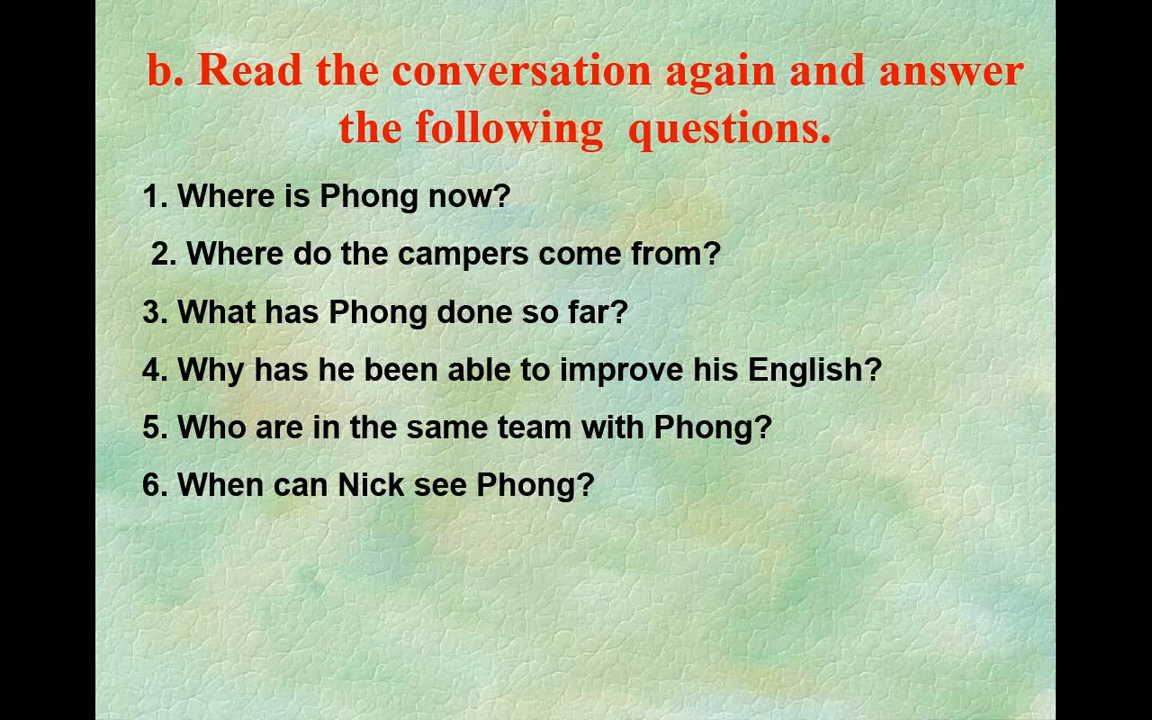 b. Read the conversation again and answer
the following questions.
1. Where is Phong now?
2. Where do the campers come from?
3. What has Phong done so far?
4. Why has he been able to improve his English?
5. Who are in the same team with Phong?
6. When can Nick see Phong?